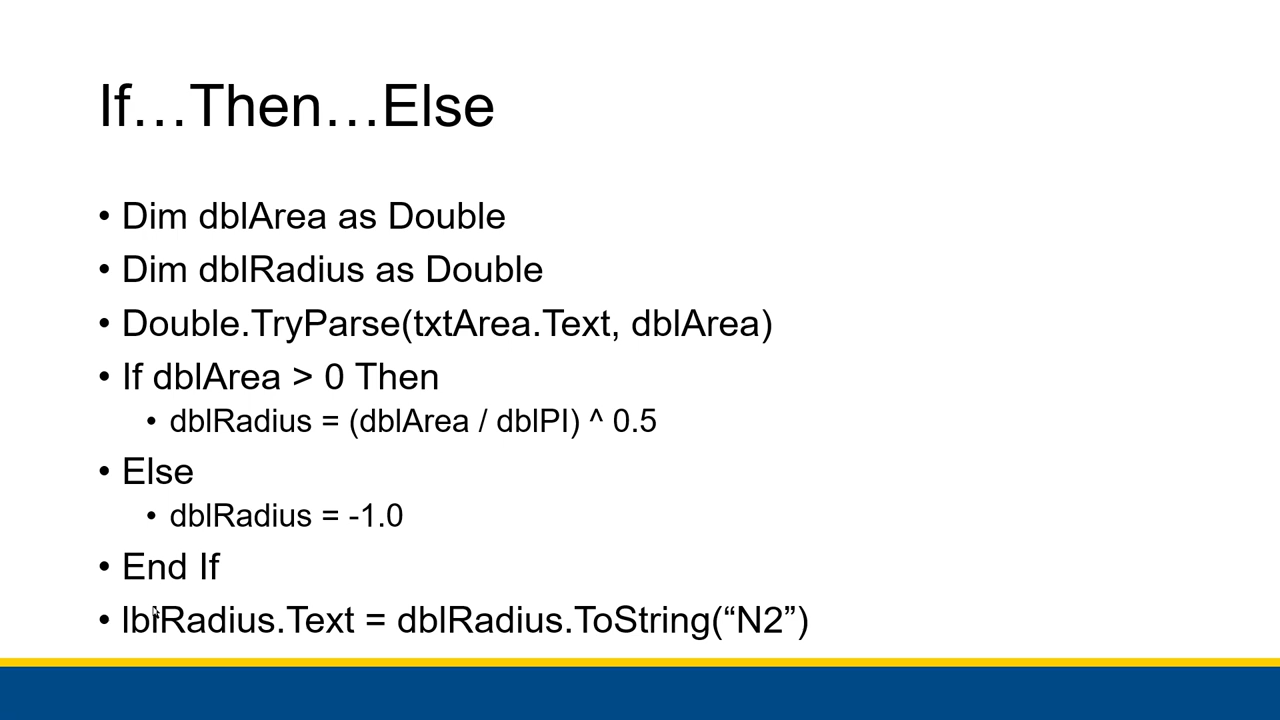 If…Then…Else
• Dim dblArea as Double
• Dim dblRadius as Double
• Double.TryParse(txtArea.Text, dblArea)
• If dblArea > 0 Then
• dblRadius = (dblArea / dblPI) ^ 0.5
• Else
• dblRadius = -1.0
• End If
• lblRadius.Text = dblRadius.ToString(“N2”)